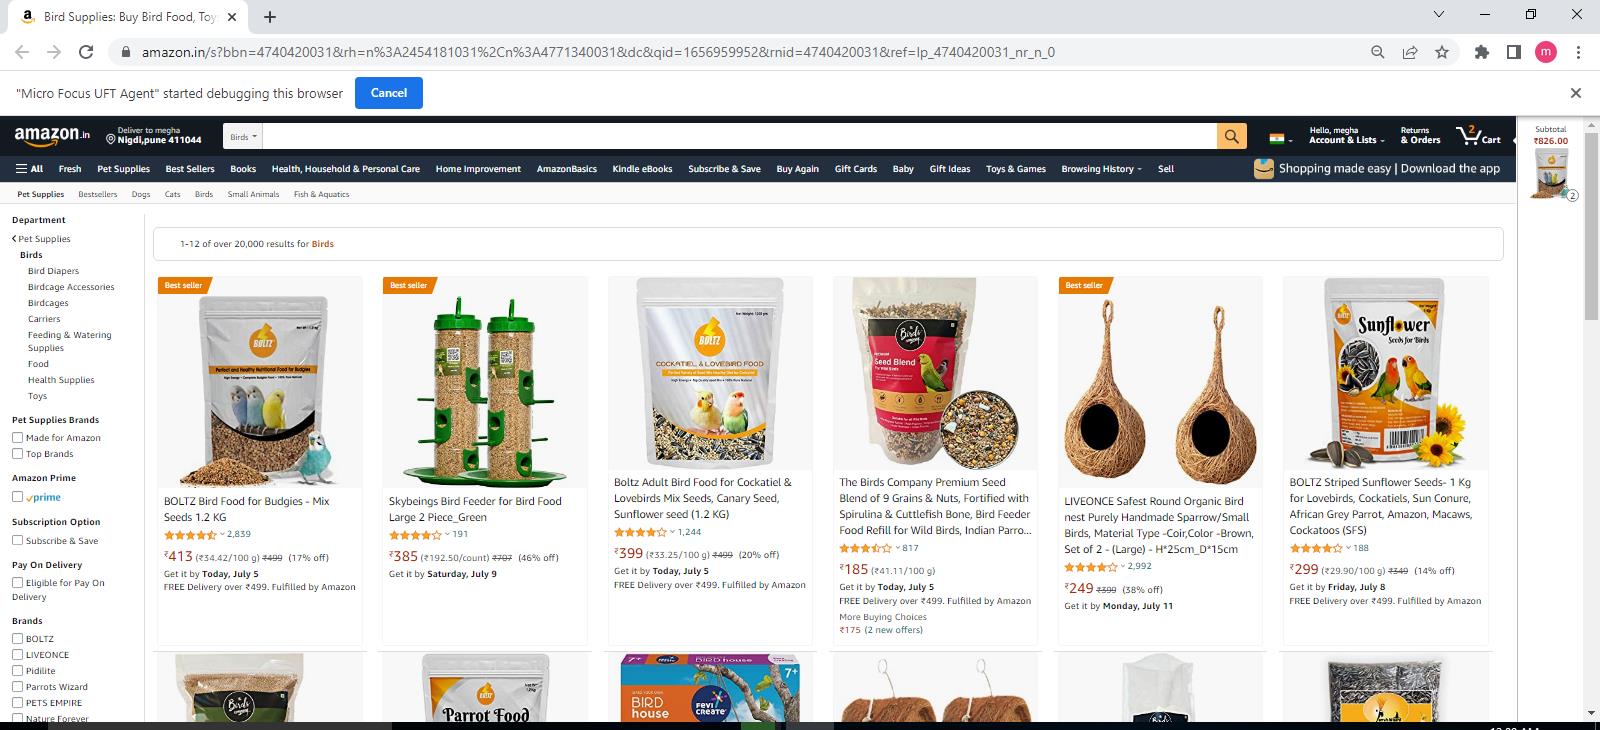 Bird Supplies: Buy Bird Food, Toy
amazon.in/s?bbn=4740420031&rh=n%3A2454181031%2Cn%3A4771340031&dc&qid=1656959952&rnid=4740420031&ref=lp_4740420031_nr_n_0
m
"Micro Focus UFT Agent" started debugging this browser
Cancel
amazon.in
Deliver to megha
Nigdi,pune 411044
Birds
Hello, megha
Account & Lists
Returns
& Orders
2
Cart
Subtotal
₹826.00
2
All
Fresh
Pet Supplies
Best Sellers
Books
Health, Household & Personal Care
Home Improvement
AmazonBasics
Kindle eBooks
Subscribe & Save
Buy Again
Gift Cards
Baby
Gift Ideas
Toys & Games
Browsing History
Sell
Shopping made easy | Download the app
Pet Supplies
Bestsellers
Dogs
Cats
Birds
Small Animals
Fish & Aquatics
Department
Pet Supplies
Birds
Bird Diapers
Birdcage Accessories
Birdcages
Carriers
Feeding & Watering
Supplies
Food
Health Supplies
Toys
Pet Supplies Brands
Made for Amazon
Top Brands
Amazon Prime
prime
Subscription Option
Subscribe & Save
Pay On Delivery
Eligible for Pay On
Delivery
Brands
BOLTZ
LIVEONCE
Pidilite
Parrots Wizard
PETS EMPIRE
Nature Forever
1-12 of over 20,000 results for Birds
Best seller
BOLTZ
Perfect and Healthy Nutritional Food for Budgies
BOLTZ Bird Food for Budgies - Mix
Seeds 1.2 KG
2,839
₹413 (₹34.42/100 g) ₹499 (17% off)
Get it by Today, July 5
FREE Delivery over ₹499. Fulfilled by Amazon
Best seller
Skybeings Bird Feeder for Bird Food
Large 2 Piece_Green
191
₹385 (₹192.50/count) ₹707 (46% off)
Get it by Saturday, July 9
BOLTZ
COCKATIEL & LOVEBIRD FOOD
Boltz Adult Bird Food for Cockatiel &
Lovebirds Mix Seeds, Canary Seed,
Sunflower seed (1.2 KG)
1,244
₹399 (₹33.25/100 g) ₹499 (20% off)
Get it by Today, July 5
FREE Delivery over ₹499. Fulfilled by Amazon
Birds
company
Seed Blend
The Birds Company Premium Seed
Blend of 9 Grains & Nuts, Fortified with
Spirulina & Cuttlefish Bone, Bird Feeder
Food Refill for Wild Birds, Indian Parro...
817
₹185 (₹41.11/100 g)
Get it by Today, July 5
FREE Delivery over ₹499. Fulfilled by Amazon
More Buying Choices
₹175 (2 new offers)
Best seller
LIVEONCE Safest Round Organic Bird
nest Purely Handmade Sparrow/Small
Birds, Material Type -Coir,Color -Brown,
Set of 2 - (Large) - H*25cm_D*15cm
2,992
₹249 ₹399 (38% off)
Get it by Monday, July 11
BOLTZ
Sunflower
Seeds for Birds
BOLTZ Striped Sunflower Seeds- 1 Kg
for Lovebirds, Cockatiels, Sun Conure,
African Grey Parrot, Amazon, Macaws,
Cockatoos (SFS)
188
₹299 (₹29.90/100 g) ₹349 (14% off)
Get it by Friday, July 8
FREE Delivery over ₹499. Fulfilled by Amazon
Birds
BOLTZ
Parrot Food
7+
BIRD house
BIRD
house
FEVI
CREATE
7+
Birds